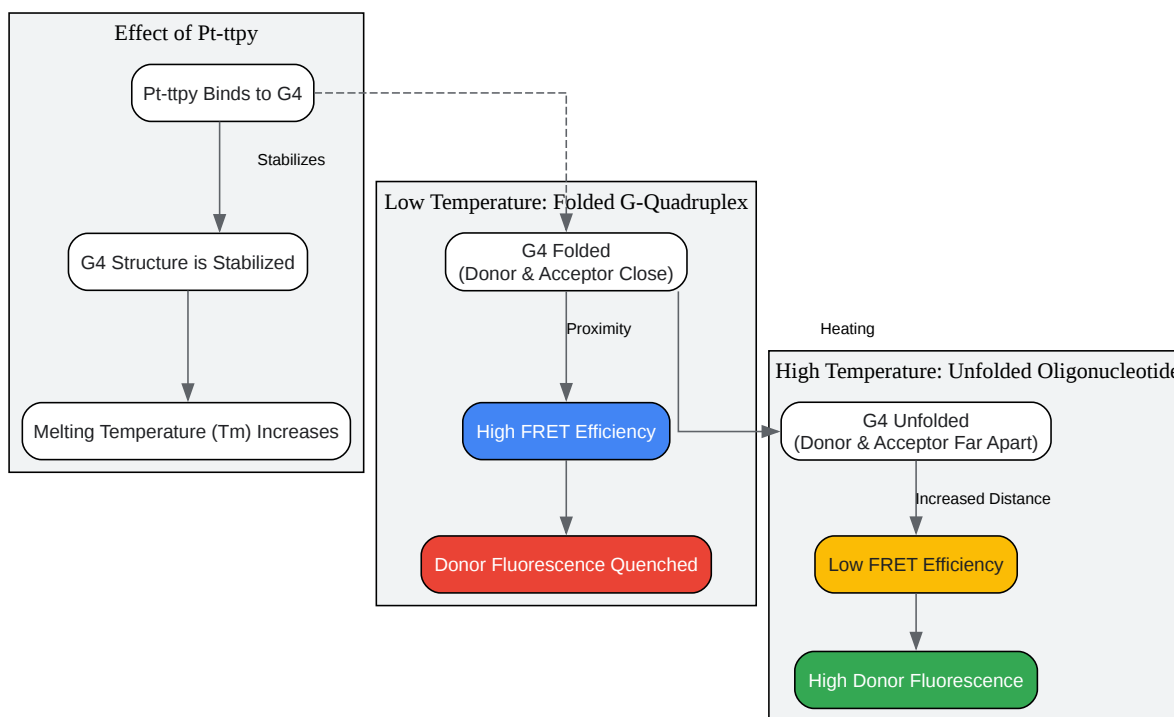 Effect of Pt-ttpy
Pt-ttpy Binds to G4
Stabilizes
G4 Structure is Stabilized
Melting Temperature (Tm) Increases
Low Temperature: Folded G-Quadruplex
G4 Folded
(Donor & Acceptor Close)
Proximity
High FRET Efficiency
Donor Fluorescence Quenched
Heating
High Temperature: Unfolded Oligonucleotide
G4 Unfolded
(Donor & Acceptor Far Apart)
Increased Distance
Low FRET Efficiency
High Donor Fluorescence